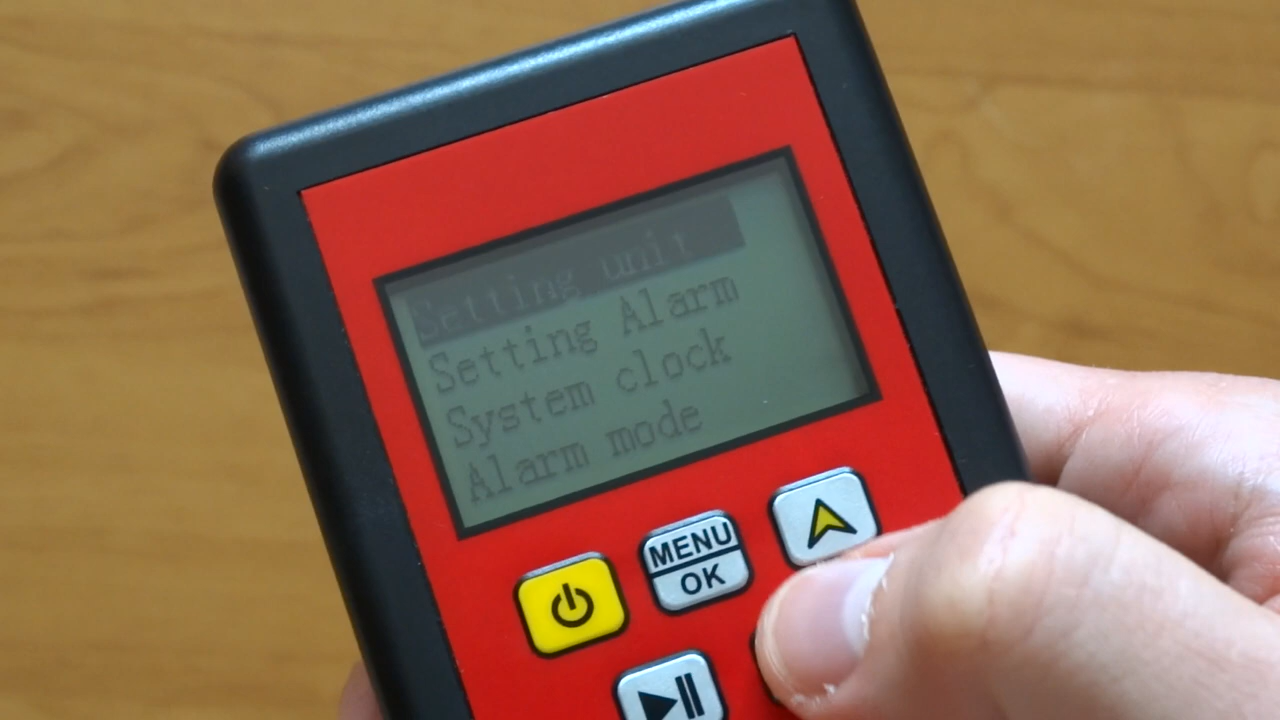 Setting unit
Setting Alarm
System clock
Alarm mode
MENU
OK